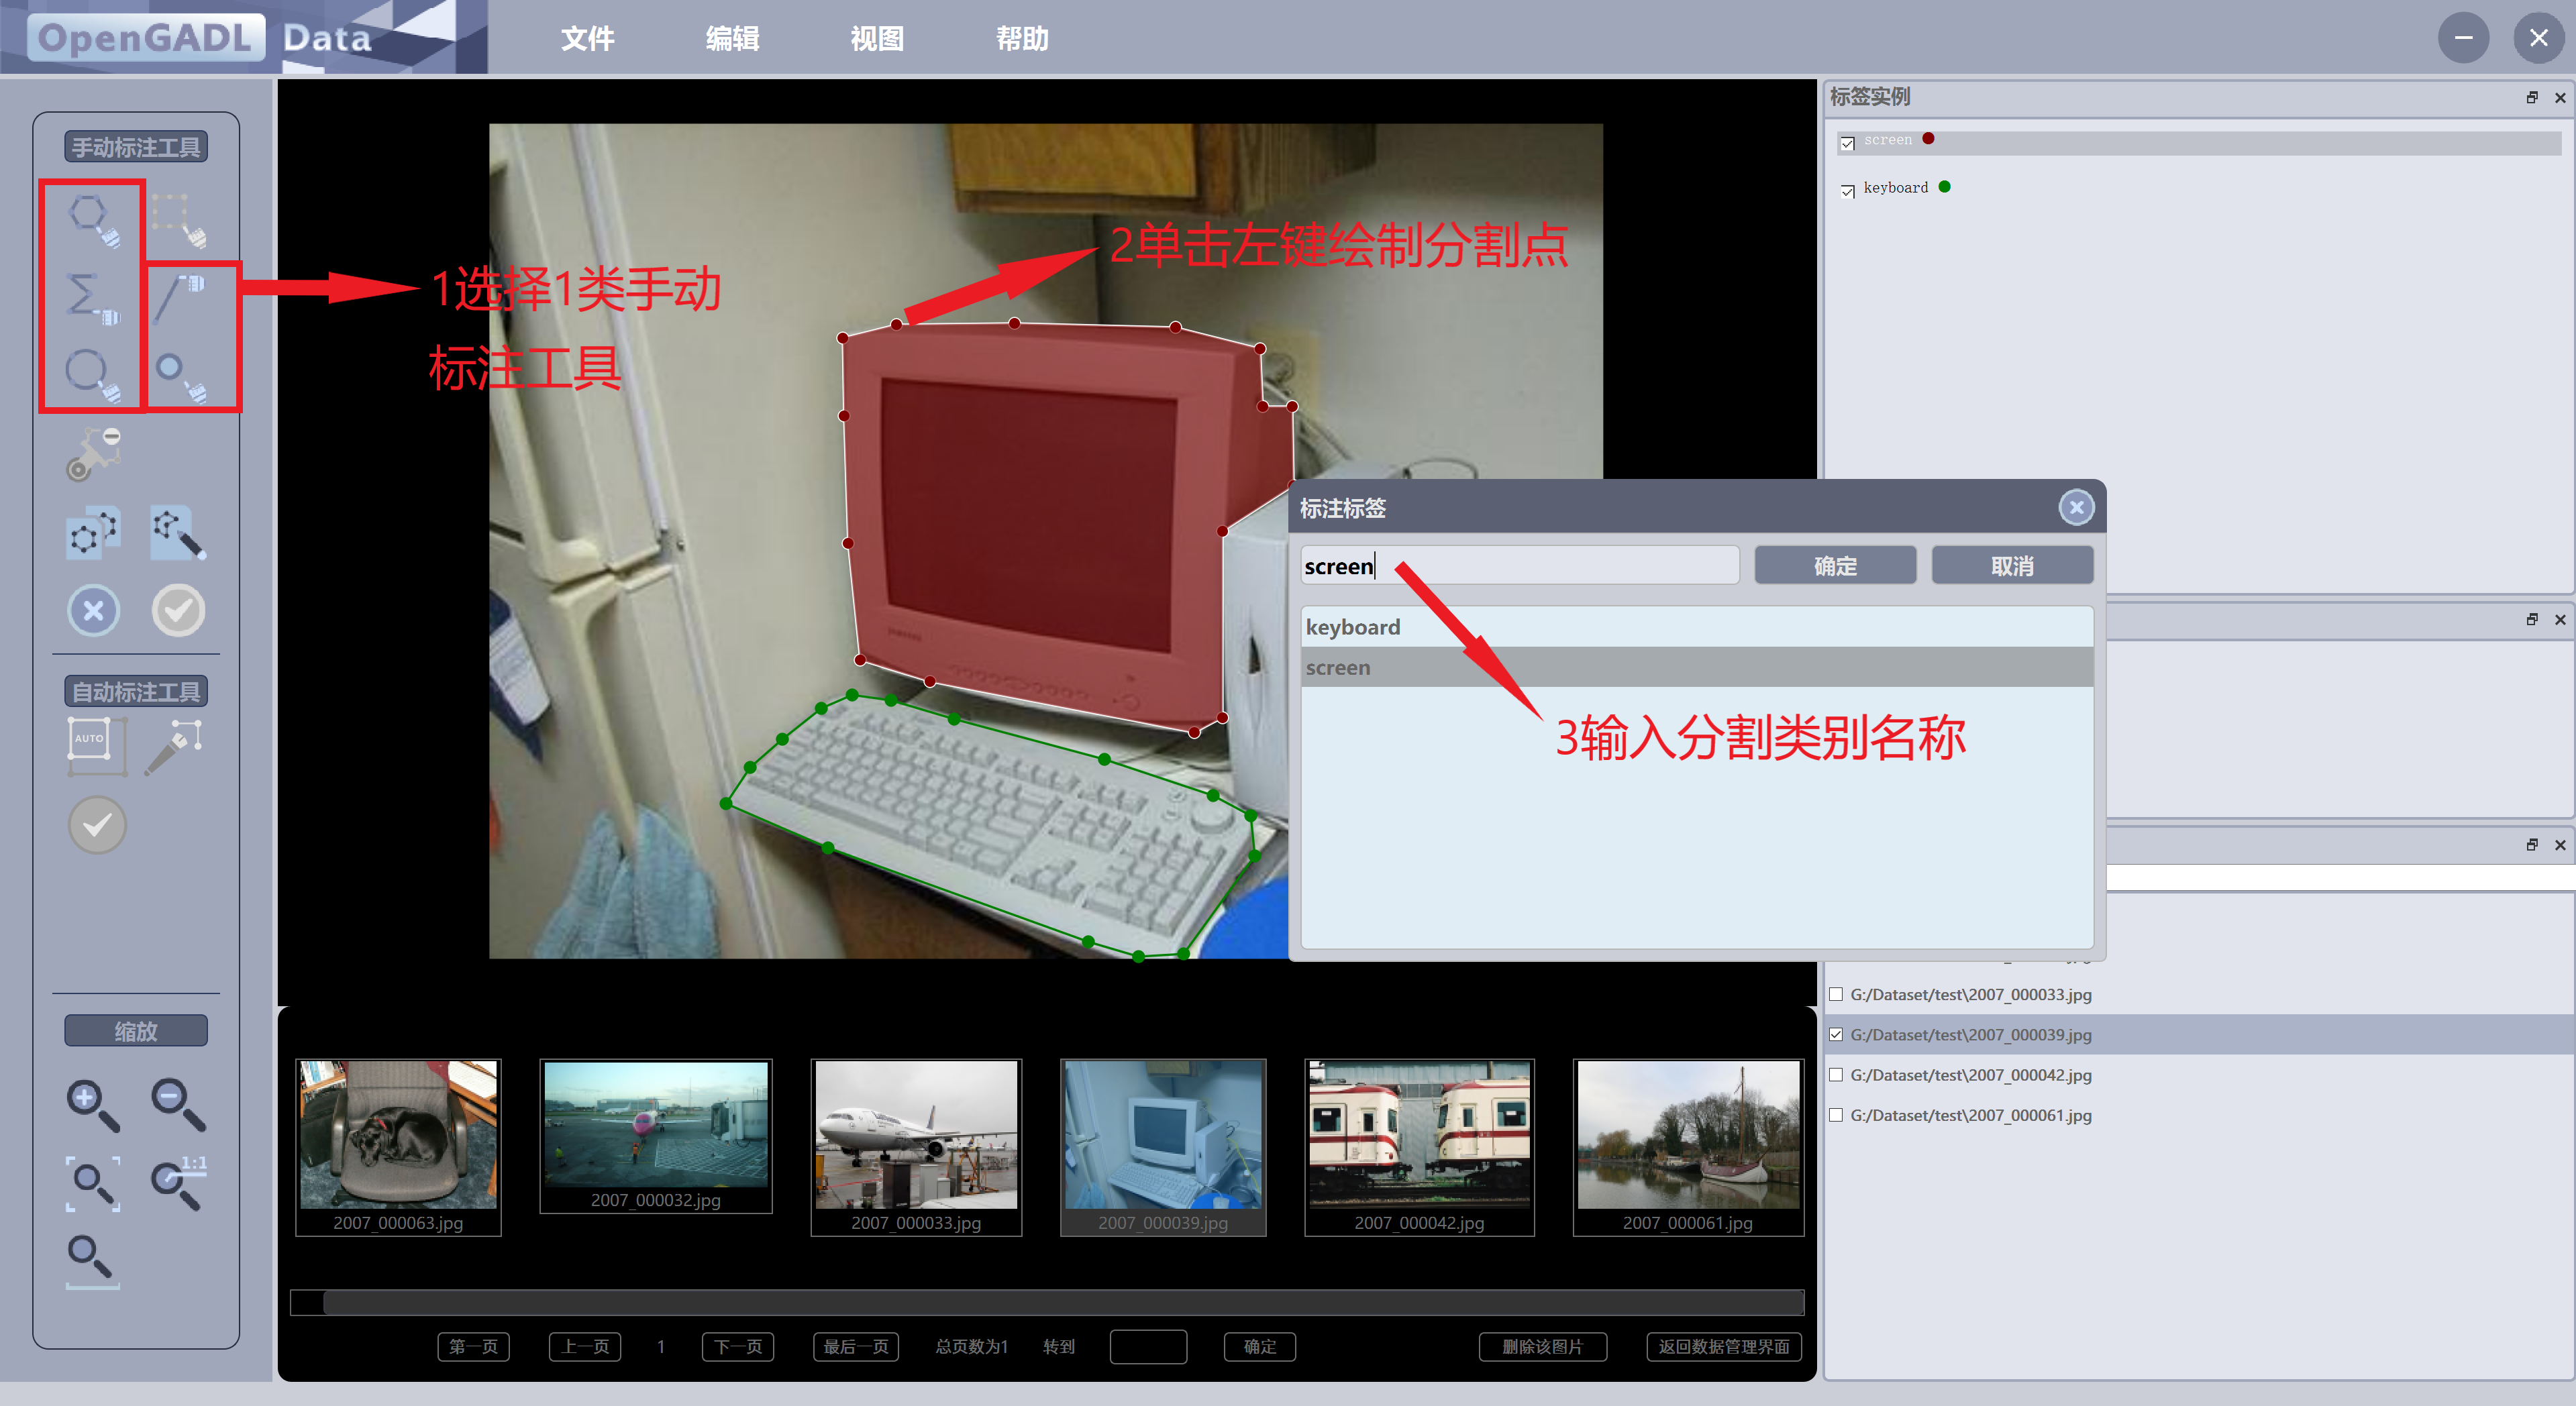 OpenGADL Data
文件 编辑 视图 帮助
手动标注工具
自动标注工具
AUTO
缩放
1:1
1选择1类手动
标注工具
2单击左键绘制分割点
3输入分割类别名称
标签实例
screen
keyboard
标注标签
screen 确定 取消
keyboard
screen
G:/Dataset/test\2007_000033.jpg
G:/Dataset/test\2007_000039.jpg
G:/Dataset/test\2007_000042.jpg
G:/Dataset/test\2007_000061.jpg
2007_000063.jpg
2007_000032.jpg
2007_000033.jpg
2007_000039.jpg
2007_000042.jpg
2007_000061.jpg
第一页 上一页 1 下一页 最后一页 总页数为1 转到 确定 删除该图片 返回数据管理界面